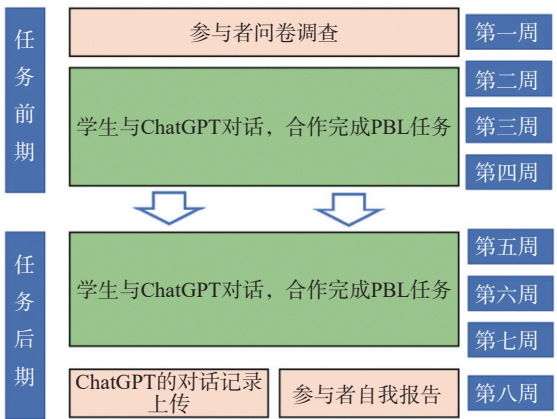 任务前期
参与者问卷调查
第一周
第二周
学生与ChatGPT对话，合作完成PBL任务
第三周
第四周
任务后期
第五周
学生与ChatGPT对话，合作完成PBL任务
第六周
第七周
ChatGPT的对话记录
上传
参与者自我报告
第八周